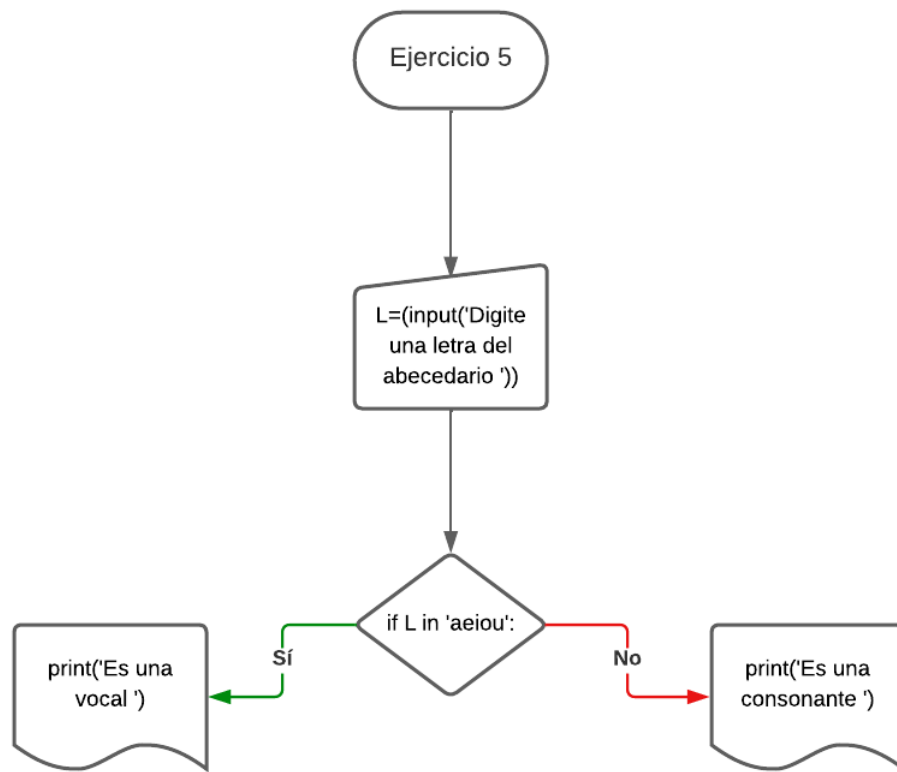 Ejercicio 5
L=(input('Digite
una letra del
abecedario '))
if L in 'aeiou':
Sí
No
print('Es una
vocal ')
print('Es una
consonante ')